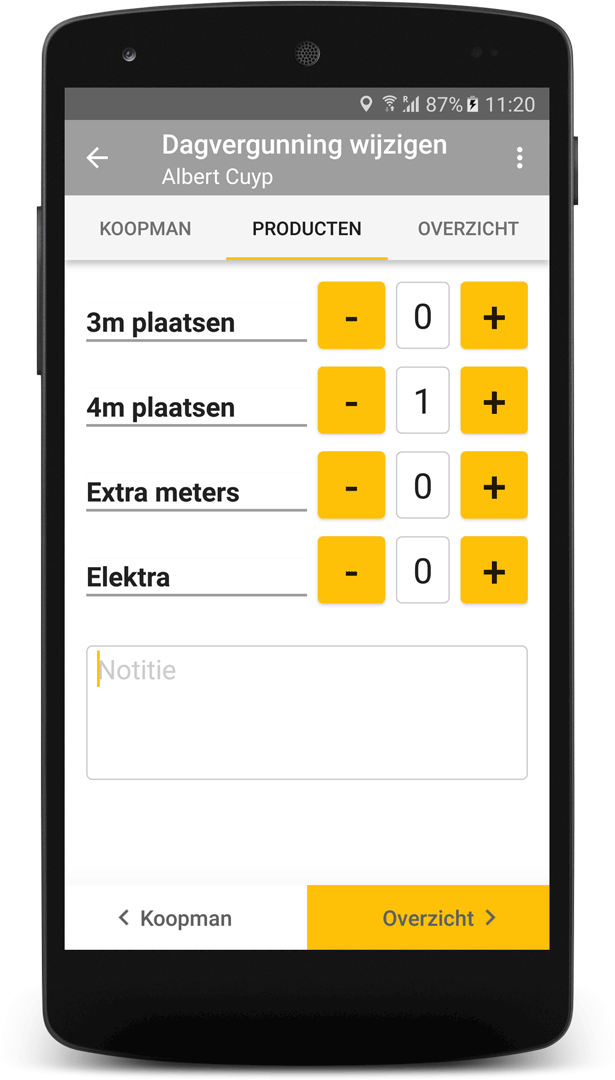 87% 11:20
Dagvergunning wijzigen
Albert Cuyp
KOOPMAN PRODUCTEN OVERZICHT
3m plaatsen - 0 +
4m plaatsen - 1 +
Extra meters - 0 +
Elektra - 0 +
Notitie
Koopman Overzicht